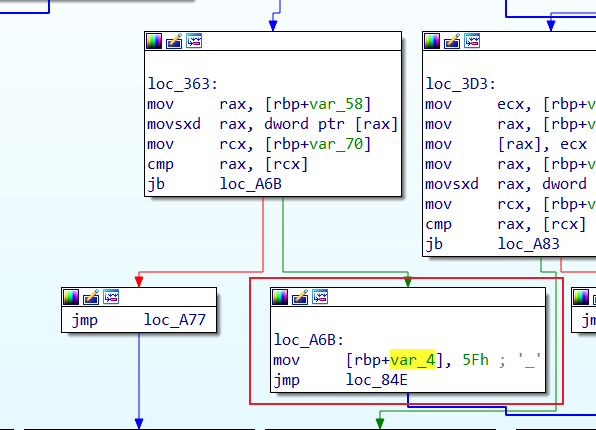 loc_363:
mov rax, [rbp+var_58]
movsxd rax, dword ptr [rax]
mov rcx, [rbp+var_70]
cmp rax, [rcx]
jb loc_A6B
loc_3D3:
mov ecx, [rbp+v
mov rax, [rbp+v
mov [rax], ecx
mov rax, [rbp+v
movsxd rax, dword
mov rcx, [rbp+v
cmp rax, [rcx]
jb loc_A83
jmp loc_A77
loc_A6B:
mov [rbp+var_4], 5Fh ; '_'
jmp loc_84E
jm